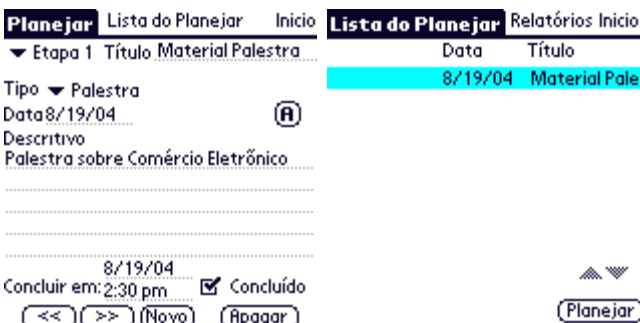 Planejar Lista do Planejar Inicio
Etapa 1 Título Material Palestra
Tipo Palestra
Data 8/19/04 A
Descritivo
Palestra sobre Comércio Eletrônico
8/19/04
Concluir em: 2:30 pm Concluído
<< >> Novo Apagar
Lista do Planejar Relatórios Inicio
Data Título
8/19/04 Material Pale
Planejar